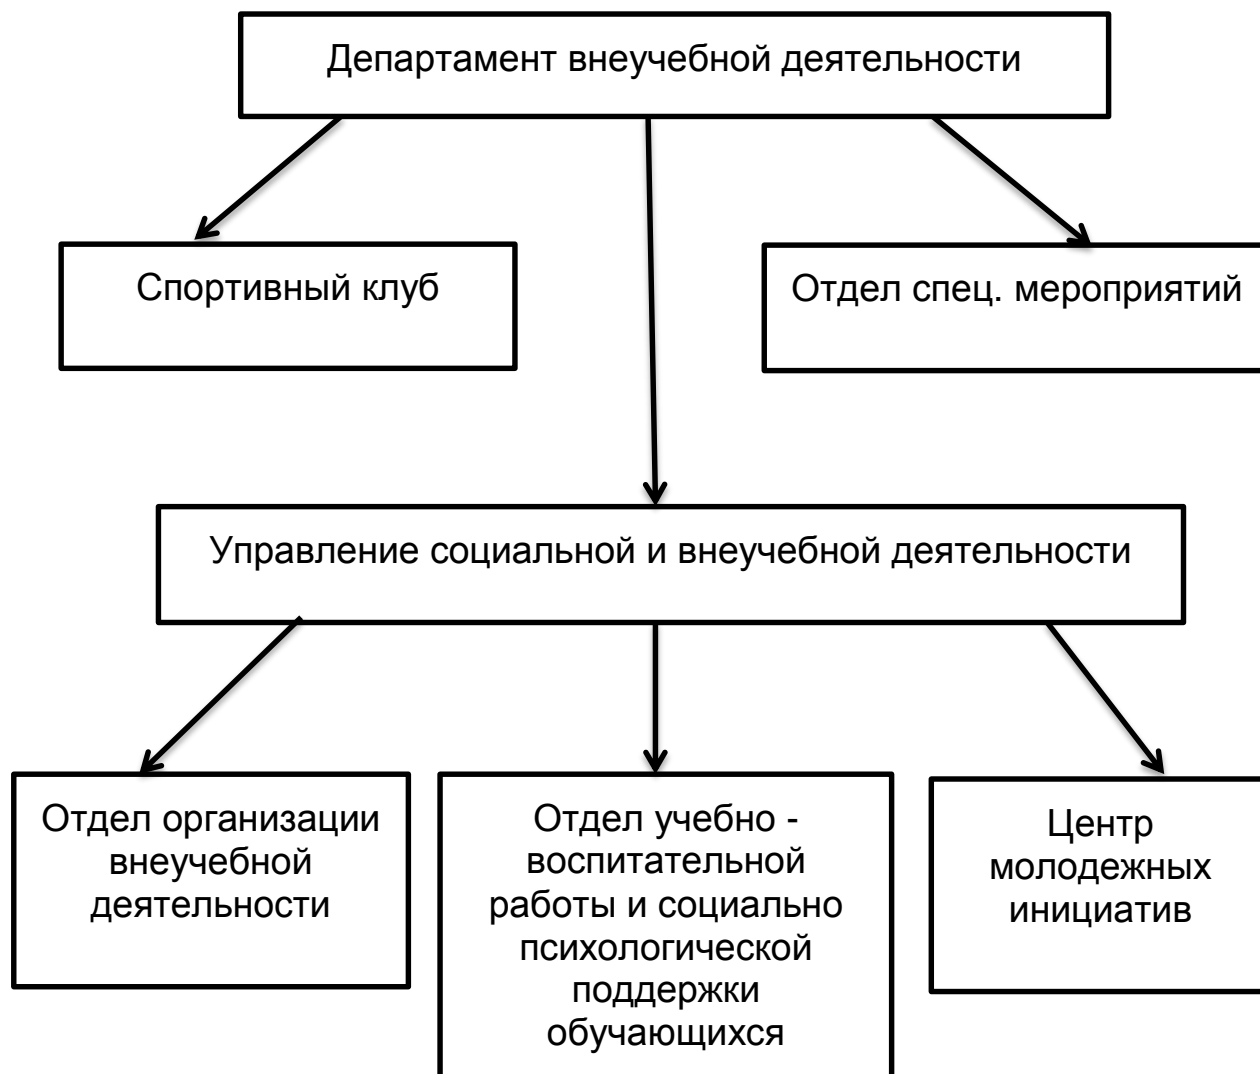 Департамент внеучебной деятельности
Спортивный клуб
Отдел спец. мероприятий
Управление социальной и внеучебной деятельности
Отдел организации
внеучебной
деятельности
Отдел учебно -
воспитательной
работы и социально
психологической
поддержки
обучающихся
Центр
молодежных
инициатив